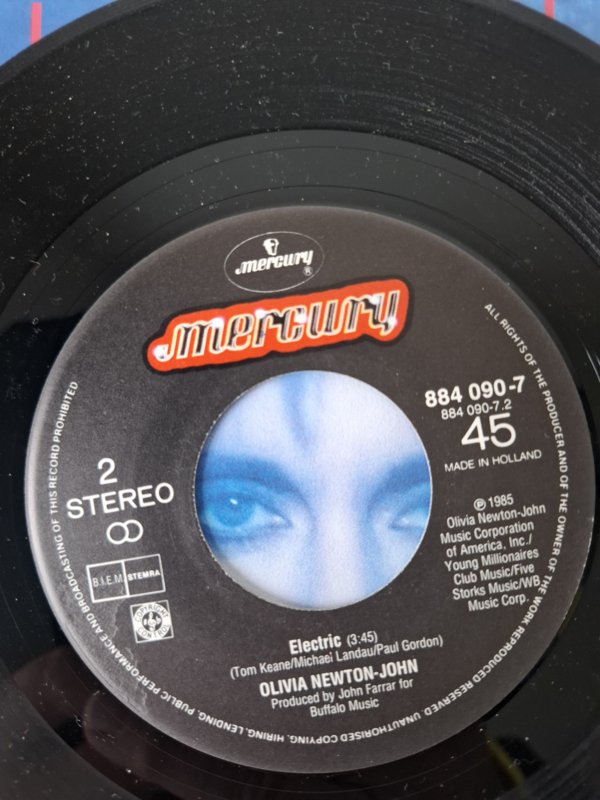 mercury ®
mercury
884 090-7
884 090-7.2
45
MADE IN HOLLAND
2
STEREO
B.I.E.M
STEMRA
COPYRIGHT
CONTROL
℗ 1985
Olivia Newton-John
Music Corporation
of America, Inc./
Young Millionaires
Club Music/Five
Storks Music/WB
Music Corp.
Electric (3:45)
(Tom Keane/Michael Landau/Paul Gordon)
OLIVIA NEWTON-JOHN
Produced by John Farrar for
Buffalo Music
ALL RIGHTS OF THE PRODUCER AND OF THE OWNER OF THE WORK REPRODUCED RESERVED. UNAUTHORISED COPYING. HIRING. LENDING. PUBLIC PERFORMANCE AND BROADCASTING OF THIS RECORD PROHIBITED